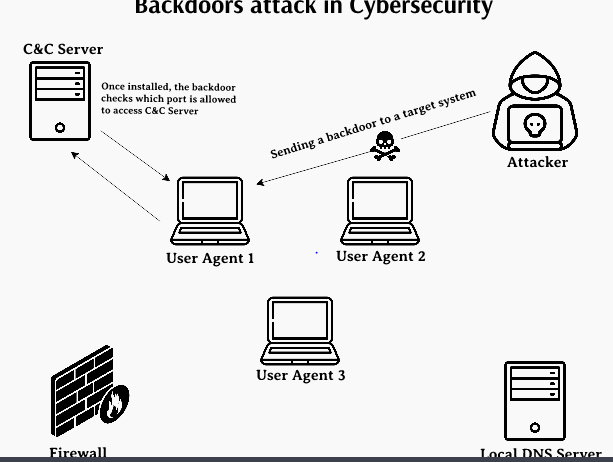 Backdoors attack in Cybersecurity
C&C Server
Once installed, the backdoor
checks which port is allowed
to access C&C Server
Sending a backdoor to a target system
Attacker
User Agent 1
User Agent 2
User Agent 3
Firewall
Local DNS Server